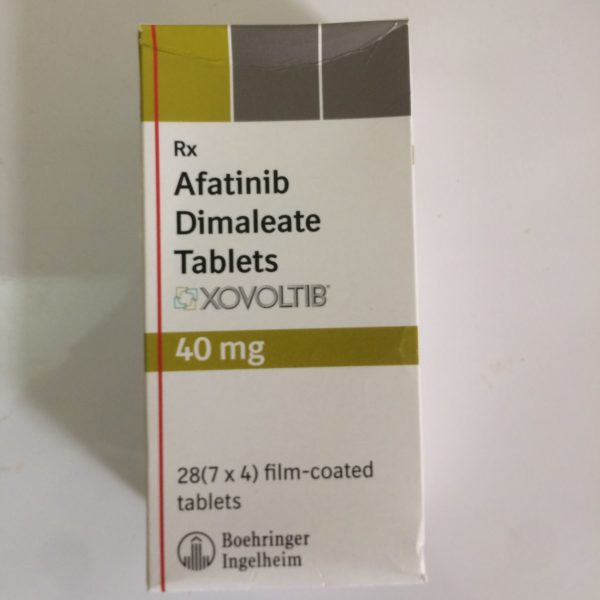 Rx
Afatinib
Dimaleate
Tablets
XOVOLTIB
40 mg
28(7 x 4) film-coated
tablets
Boehringer
Ingelheim